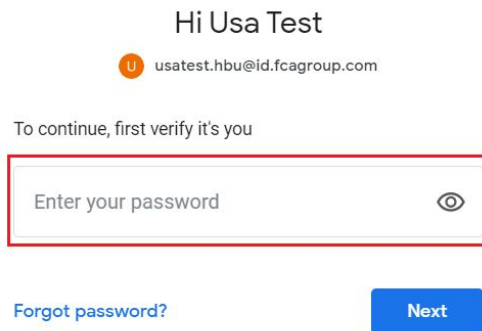 Hi Usa Test
U usatest.hbu@id.fcagroup.com
To continue, first verify it's you
Enter your password
Forgot password? Next